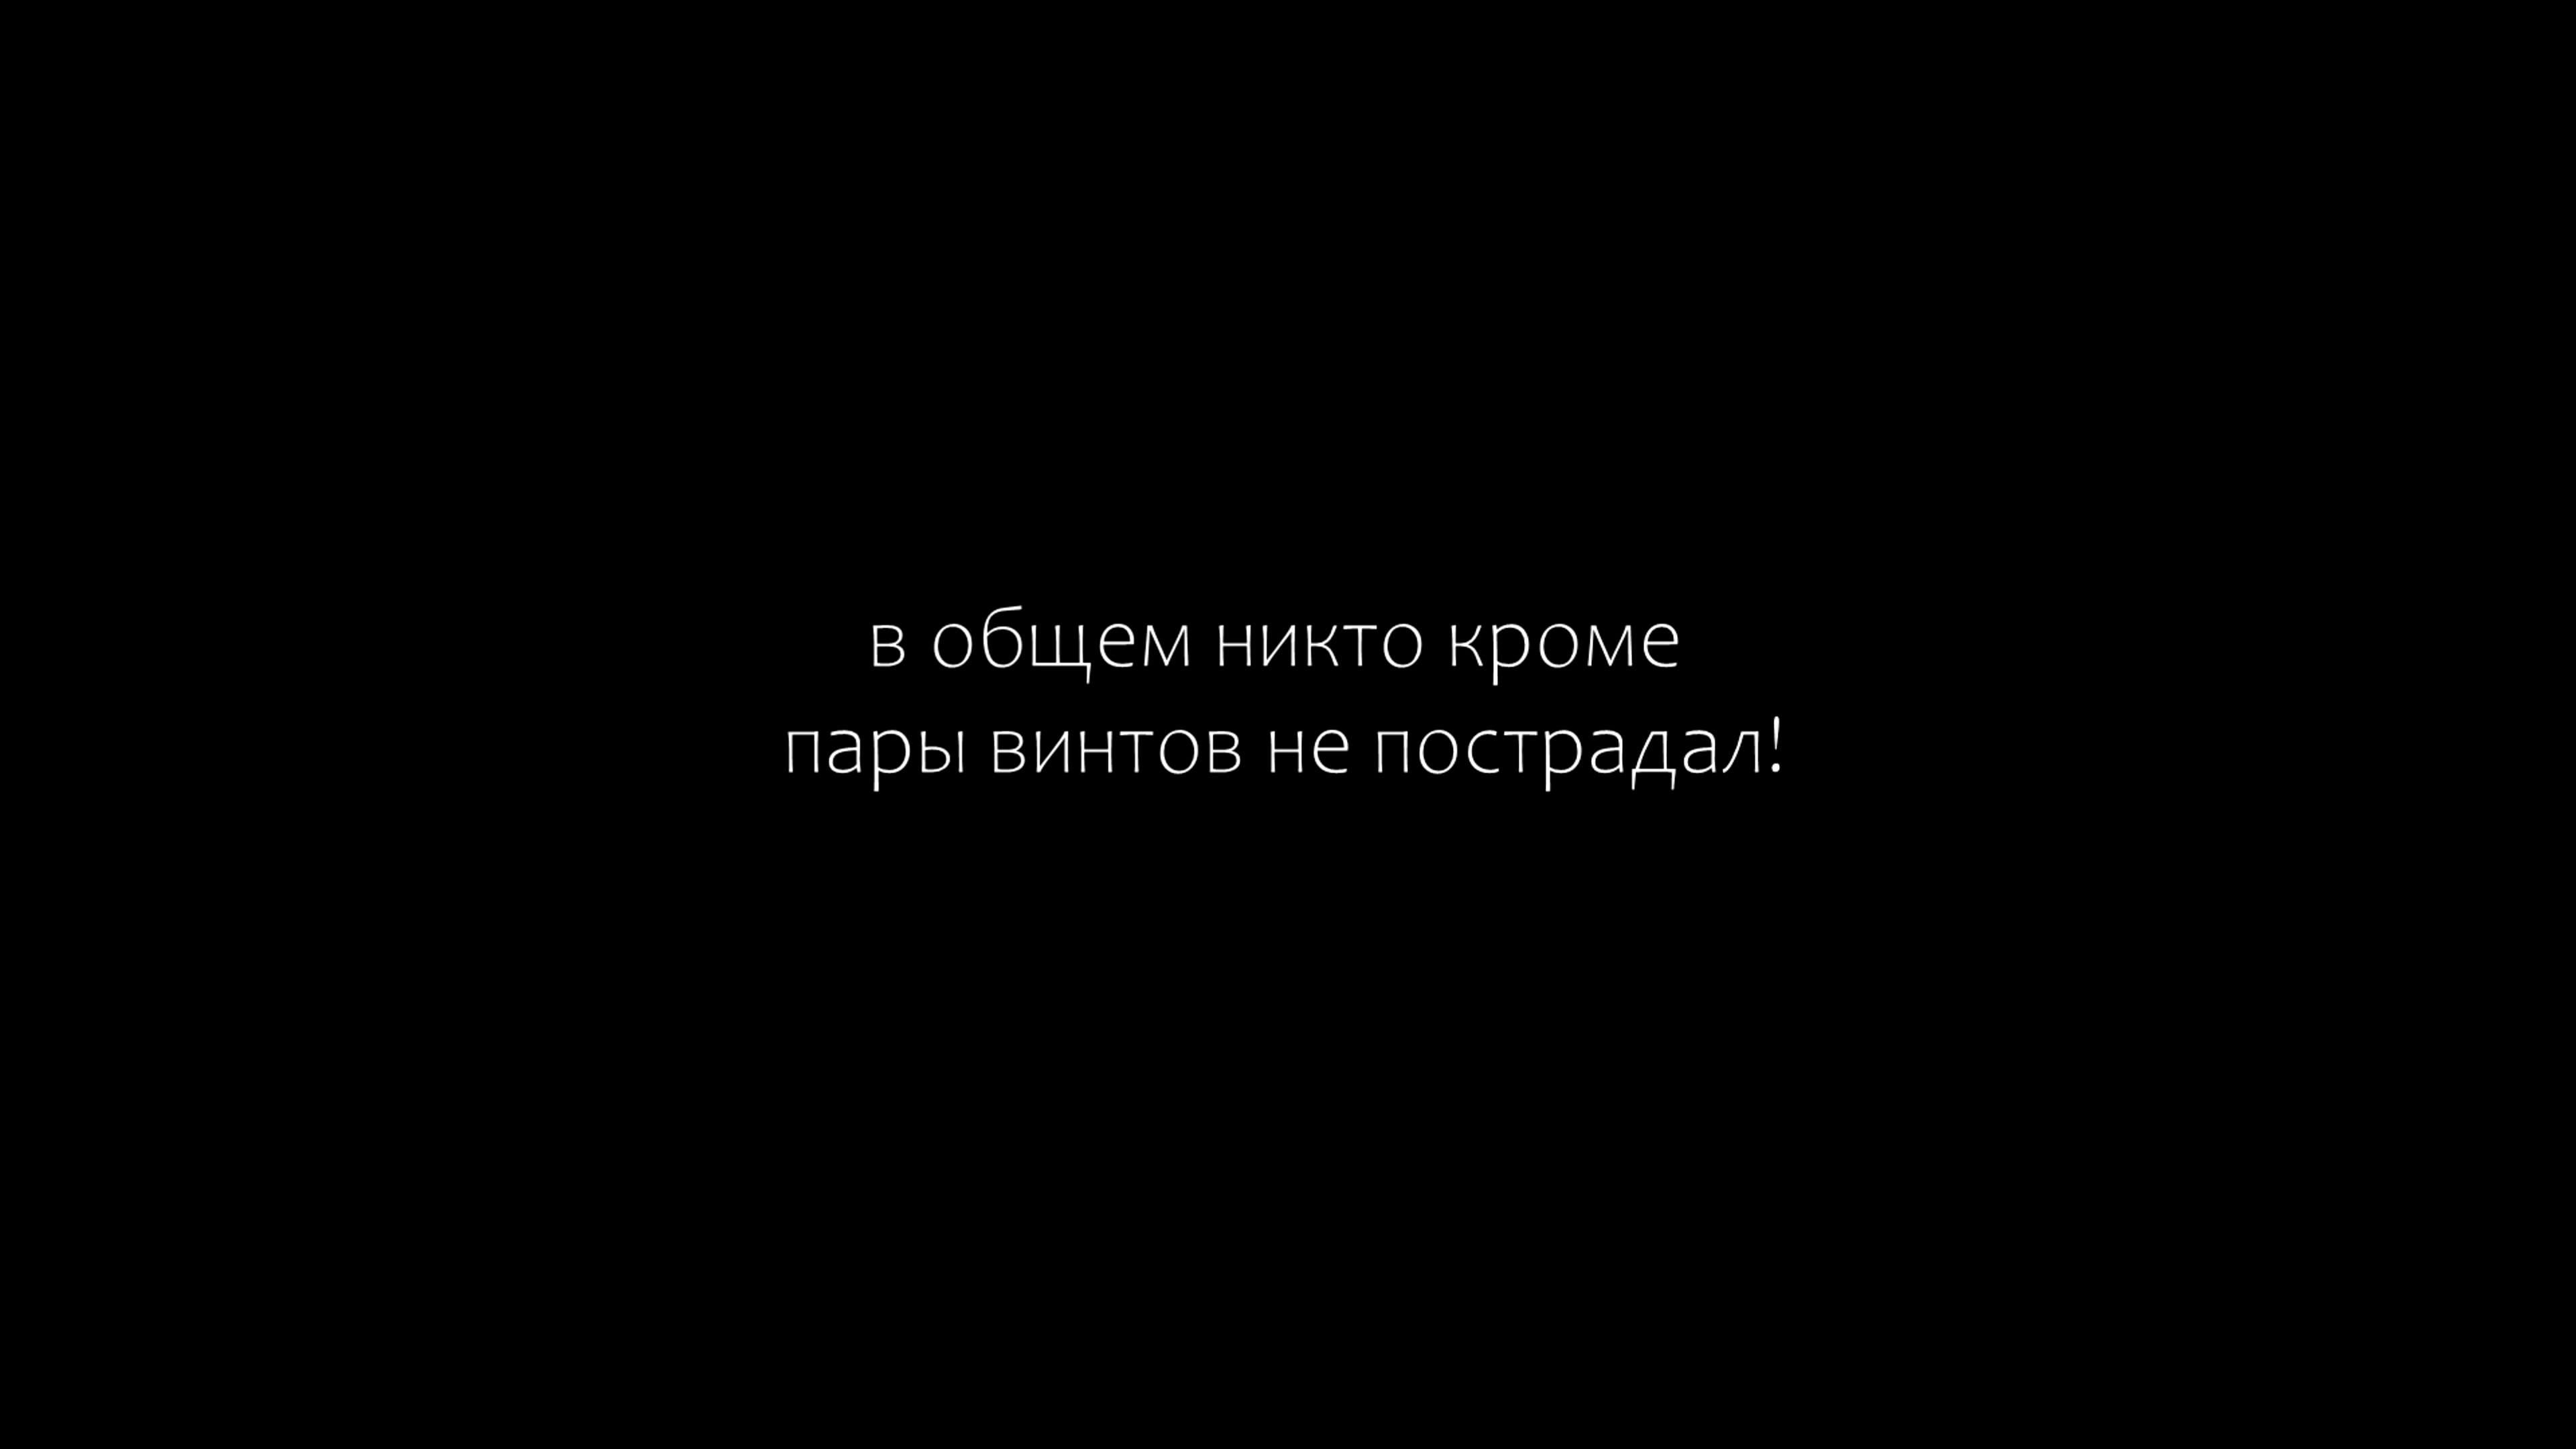 в общем никто кроме
пары винтов не пострадал!